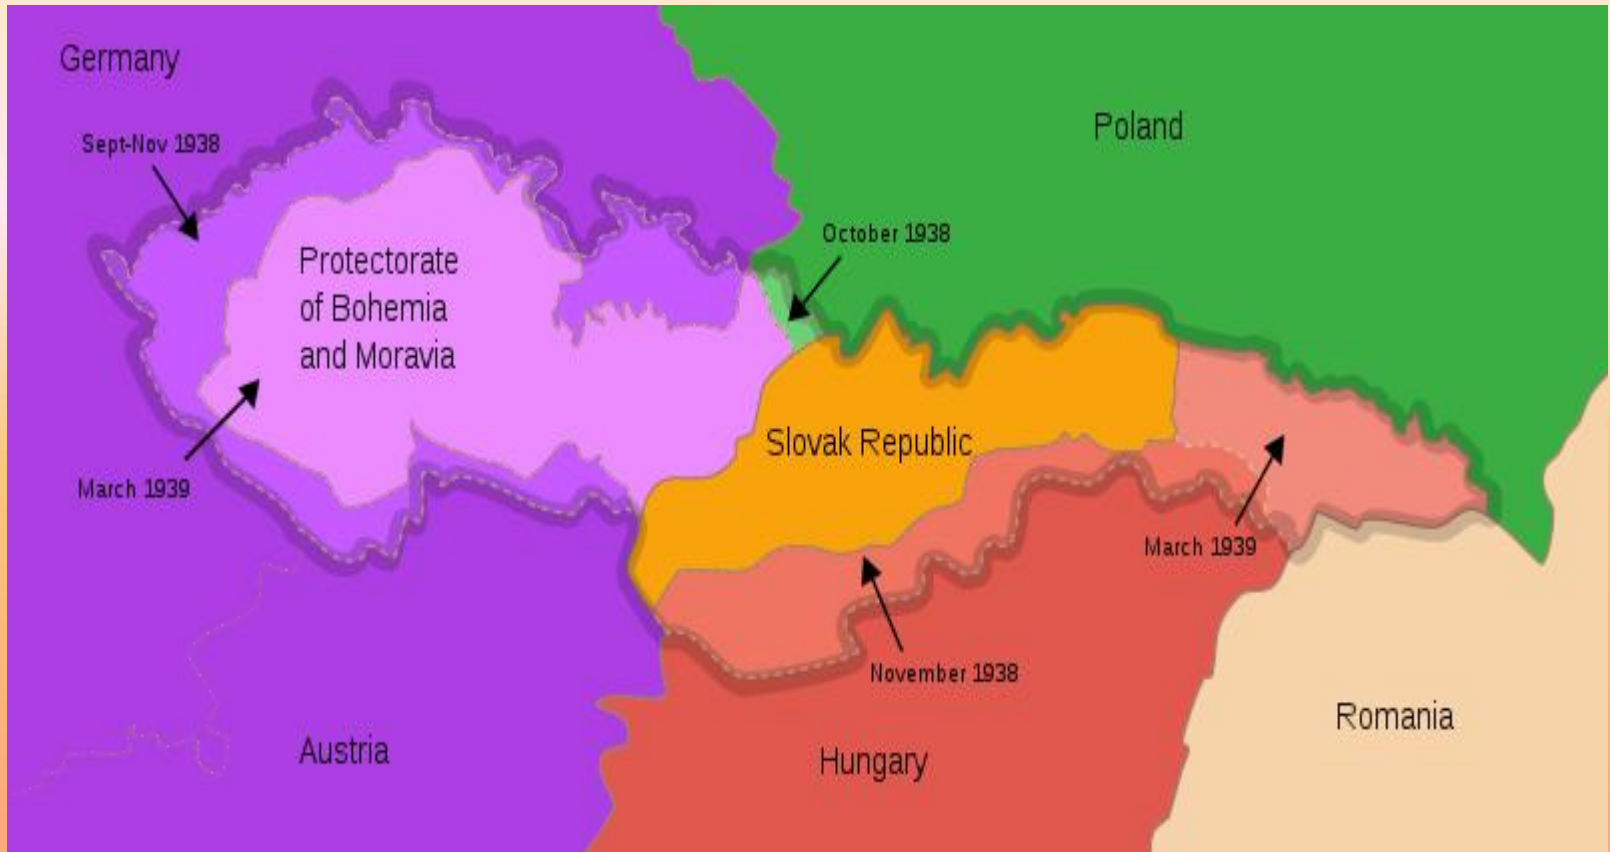 Germany
Sept-Nov 1938
Poland
October 1938
Protectorate
of Bohemia
and Moravia
Slovak Republic
March 1939
March 1939
November 1938
Romania
Austria
Hungary